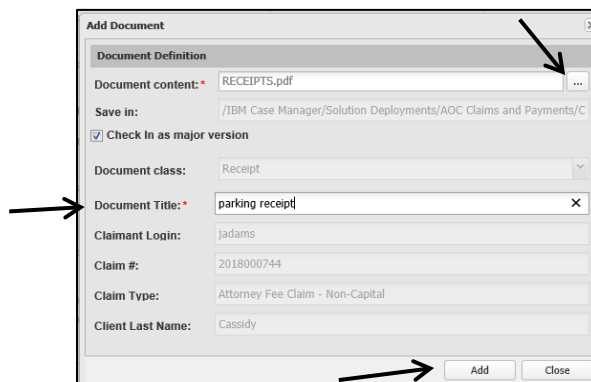 Add Document
Document Definition
Document content:* RECEIPTS.pdf ...
Save in: /IBM Case Manager/Solution Deployments/AOC Claims and Payments/C
Check In as major version
Document class: Receipt
Document Title:* parking receipt
Claimant Login: jadams
Claim #: 2018000744
Claim Type: Attorney Fee Claim - Non-Capital
Client Last Name: Cassidy
Add Close